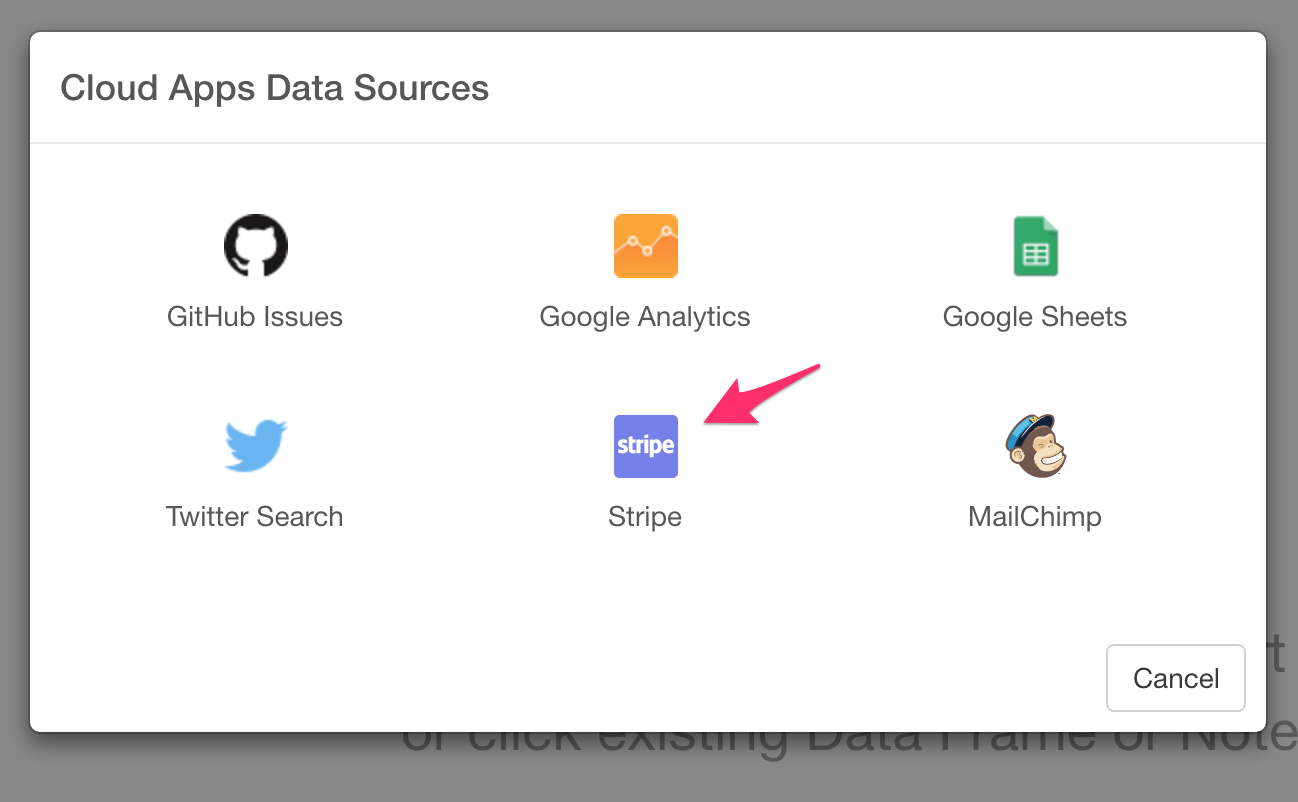 Cloud Apps Data Sources
GitHub Issues
Google Analytics
Google Sheets
stripe
Twitter Search
Stripe
MailChimp
Cancel
or click existing Data Frame or Note